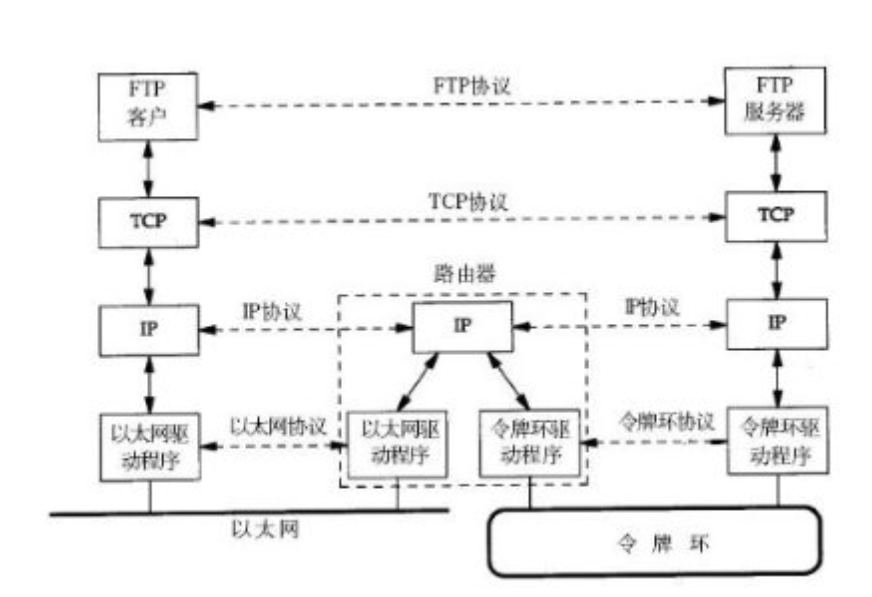 FTP
客户
FTP协议
FTP
服务器
TCP
TCP协议
TCP
路由器
IP
IP协议
IP
IP协议
IP
以太网驱
动程序
以太网协议
以太网驱
动程序
令牌环驱
动程序
令牌环协议
令牌环驱
动程序
以太网
令牌环